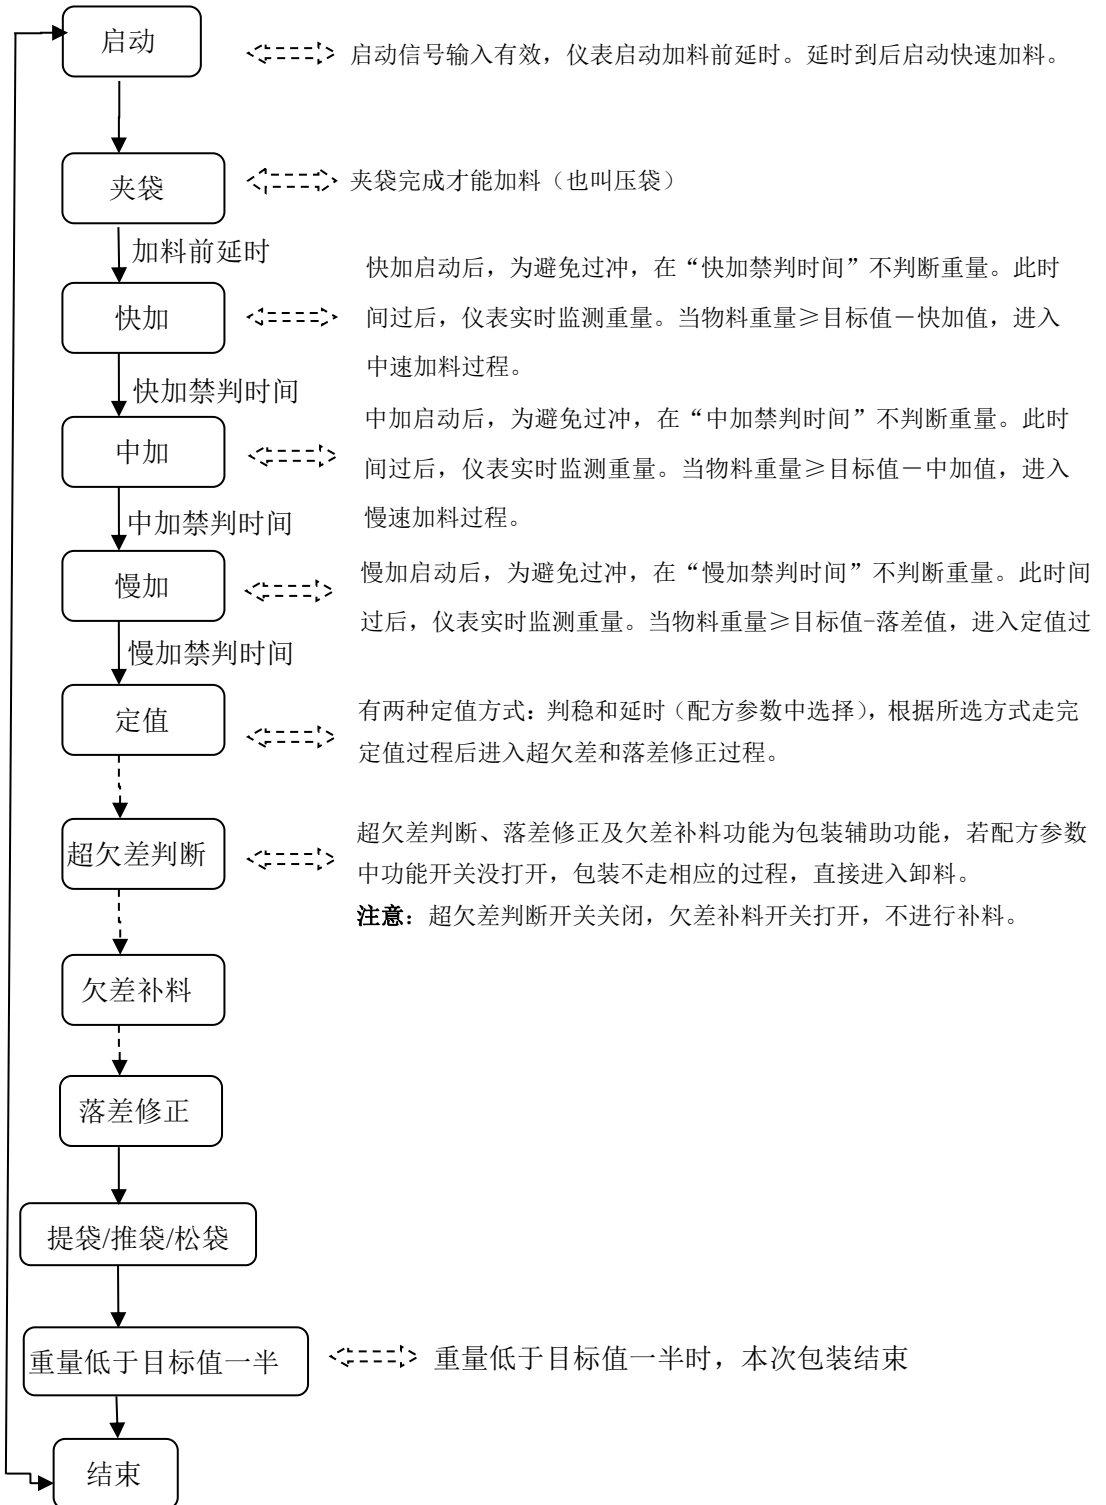 启动
启动信号输入有效，仪表启动加料前延时。延时到后启动快速加料。
夹袋
夹袋完成才能加料（也叫压袋）
加料前延时
快加
快加启动后，为避免过冲，在“快加禁判时间”不判断重量。此时
间过后，仪表实时监测重量。当物料重量≥目标值－快加值，进入
中速加料过程。
快加禁判时间
中加
中加启动后，为避免过冲，在“中加禁判时间”不判断重量。此时
间过后，仪表实时监测重量。当物料重量≥目标值－中加值，进入
慢速加料过程。
中加禁判时间
慢加
慢加启动后，为避免过冲，在“慢加禁判时间”不判断重量。此时间
过后，仪表实时监测重量。当物料重量≥目标值-落差值，进入定值过
慢加禁判时间
定值
有两种定值方式：判稳和延时（配方参数中选择），根据所选方式走完
定值过程后进入超欠差和落差修正过程。
超欠差判断
超欠差判断、落差修正及欠差补料功能为包装辅助功能，若配方参数
中功能开关没打开，包装不走相应的过程，直接进入卸料。
注意：超欠差判断开关关闭，欠差补料开关打开，不进行补料。
欠差补料
落差修正
提袋/推袋/松袋
重量低于目标值一半
重量低于目标值一半时，本次包装结束
结束